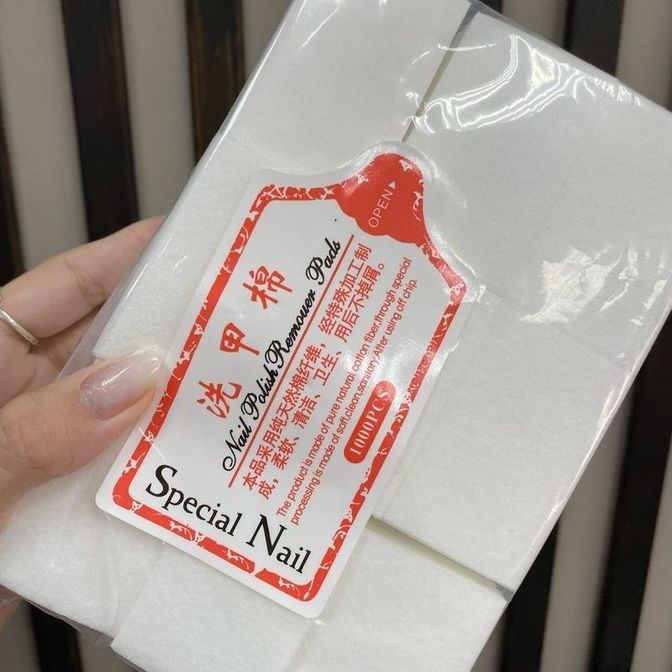 OPEN
洗甲棉
Nail Polish Remouer Pads
本品采用纯天然棉纤维，经特殊加工制
成，柔软、清洁、卫生，用后不掉屑。
The product is made of pure natural cotton fiber,through special
processing is made of soft,clean,sanitary After using off chip.
1000PCS
Special Nail